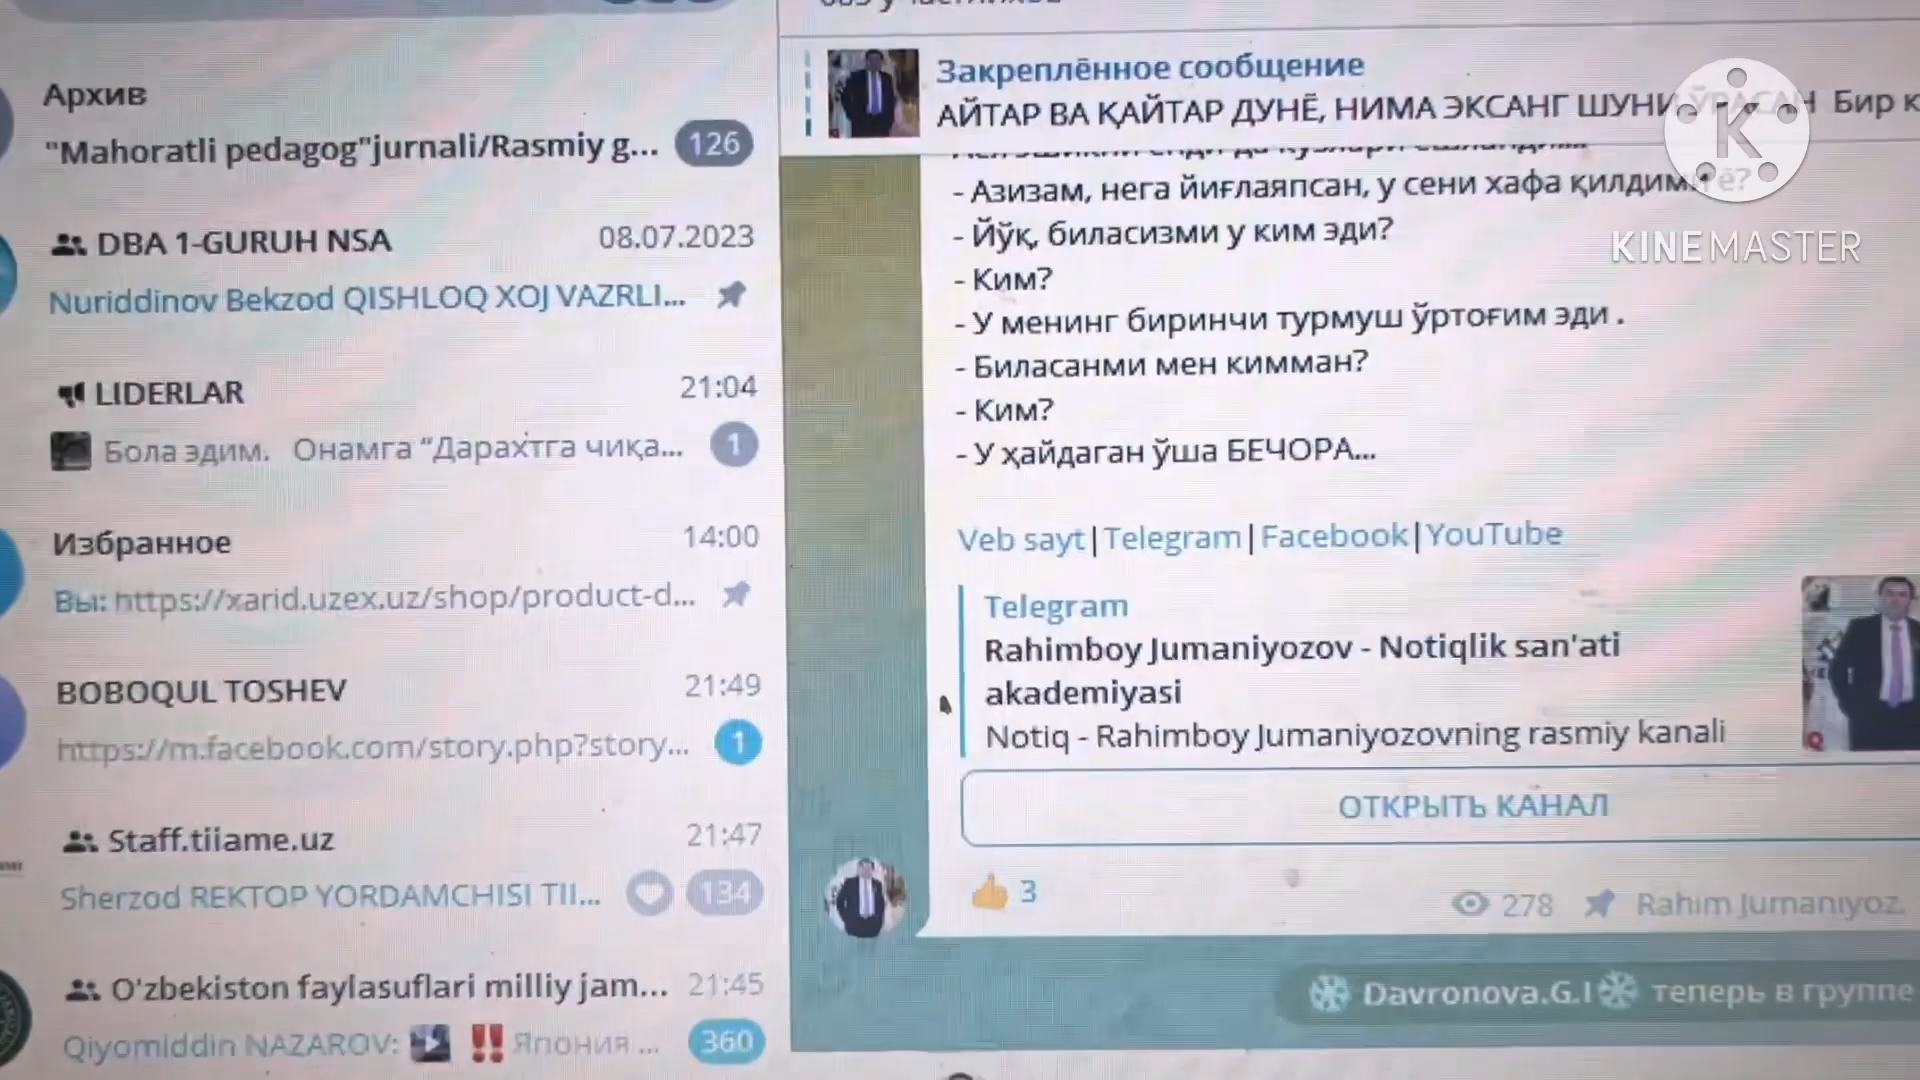 Архив
"Mahoratli pedagog"jurnali/Rasmiy g... 126
DBA 1-GURUH NSA 08.07.2023
Nuriddinov Bekzod QISHLOQ XOJ VAZRLI...
LIDERLAR 21:04
Бола эдим. Онамга “Дарахтга чиқа... 1
Избранное 14:00
Вы: https://xarid.uzex.uz/shop/product-d...
BOBOQUL TOSHEV 21:49
https://m.facebook.com/story.php?story... 1
Staff.tiiame.uz 21:47
Sherzod REKTOP YORDAMCHISI TII... 134
O'zbekiston faylasuflari milliy jam... 21:45
Qiyomiddin NAZAROV: ‼ Япония ... 360
Закреплённое сообщение
АЙТАР ВА ҚАЙТАР ДУНЁ, НИМА ЭКСАНГ ШУНИ ЎРАСАН Бир к
- Азизам, нега йиғлаяпсан, у сени хафа қилдими ё?
- Йўқ, биласизми у ким эди?
- Ким?
- У менинг биринчи турмуш ўртоғим эди .
- Биласанми мен кимман?
- Ким?
- У ҳайдаган ўша БЕЧОРА...
Veb sayt|Telegram|Facebook|YouTube
Telegram
Rahimboy Jumaniyozov - Notiqlik san'ati
akademiyasi
Notiq - Rahimboy Jumaniyozovning rasmiy kanali
ОТКРЫТЬ КАНАЛ
3
278 Rahim Jumaniyoz.
Davronova.G.I теперь в группе
K
KINEMASTER